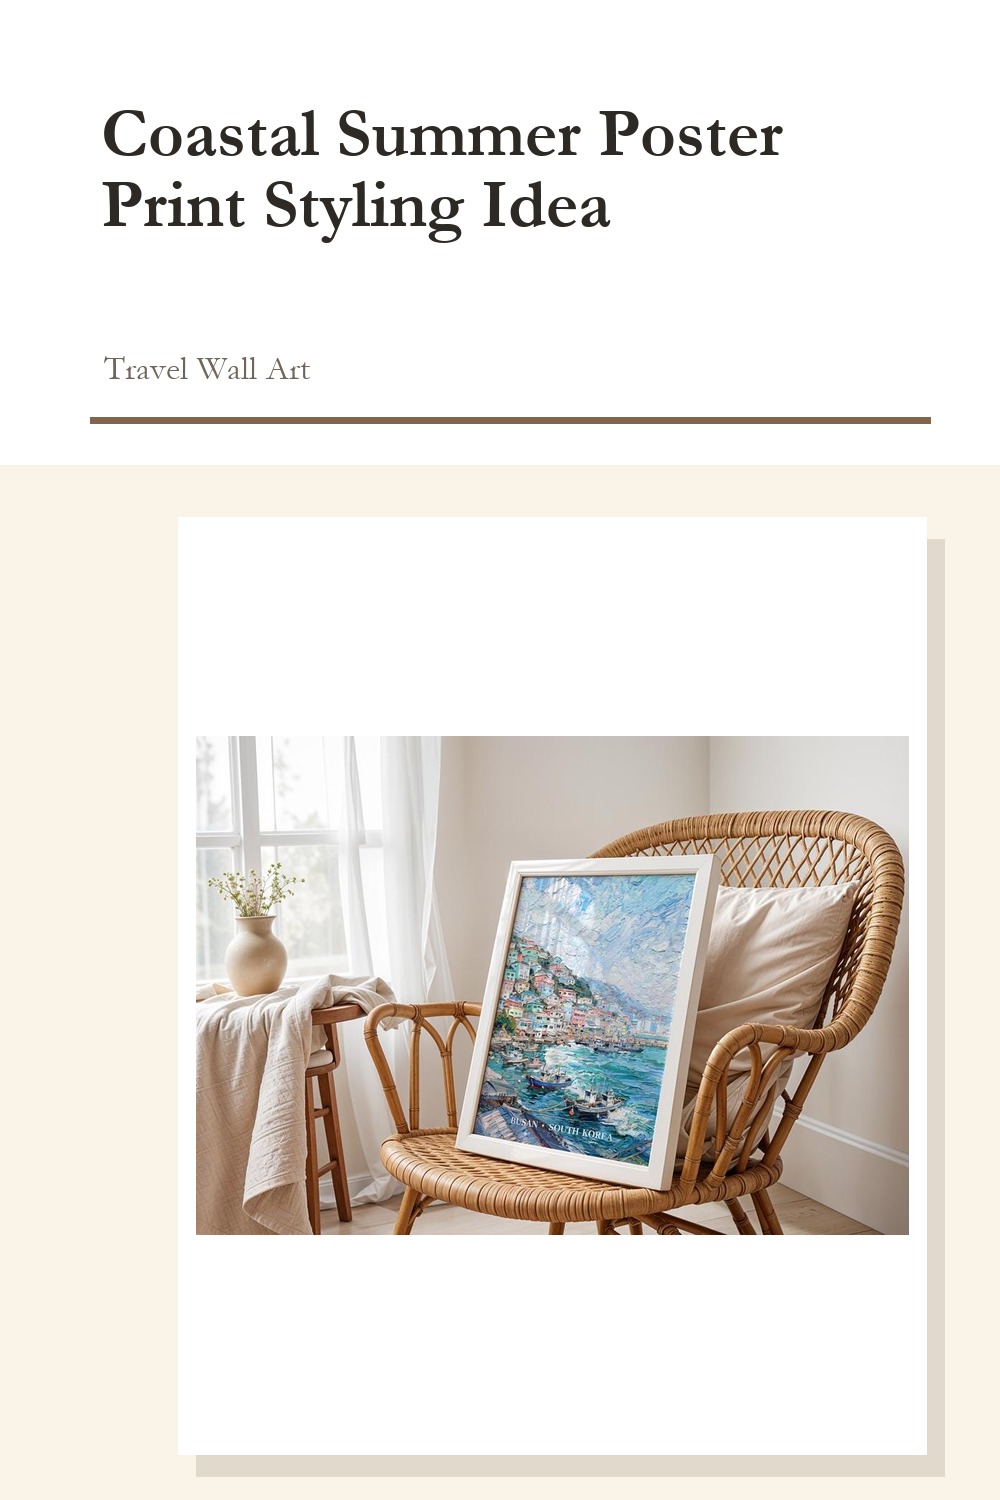 Coastal Summer Poster
Print Styling Idea
Travel Wall Art
BUSAN • SOUTH KOREA